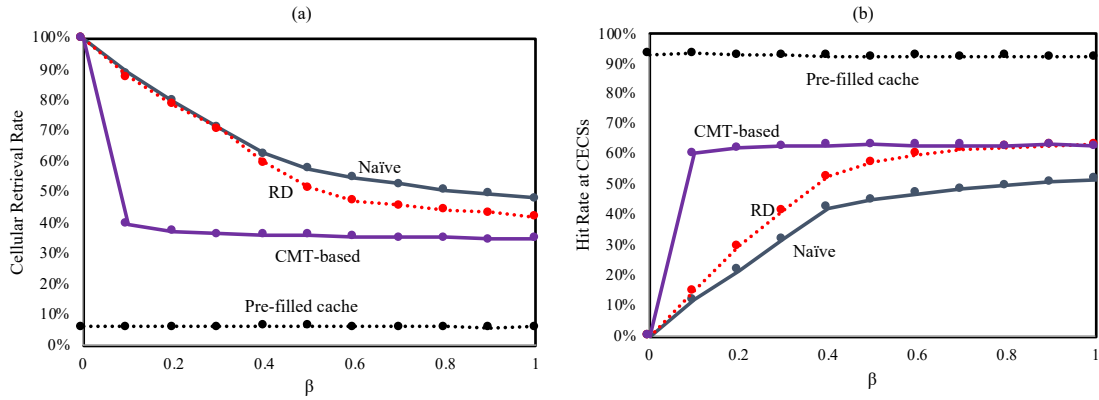 (a)
100%
90%
80%
70%
60%
50%
40%
30%
20%
10%
0%
Cellular Retrieval Rate
Naïve
RD
CMT-based
Pre-filled cache
0 0.2 0.4 0.6 0.8 1
β
(b)
100%
90%
80%
70%
60%
50%
40%
30%
20%
10%
0%
Hit Rate at CECSs
Pre-filled cache
CMT-based
RD
Naïve
0 0.2 0.4 0.6 0.8 1
β